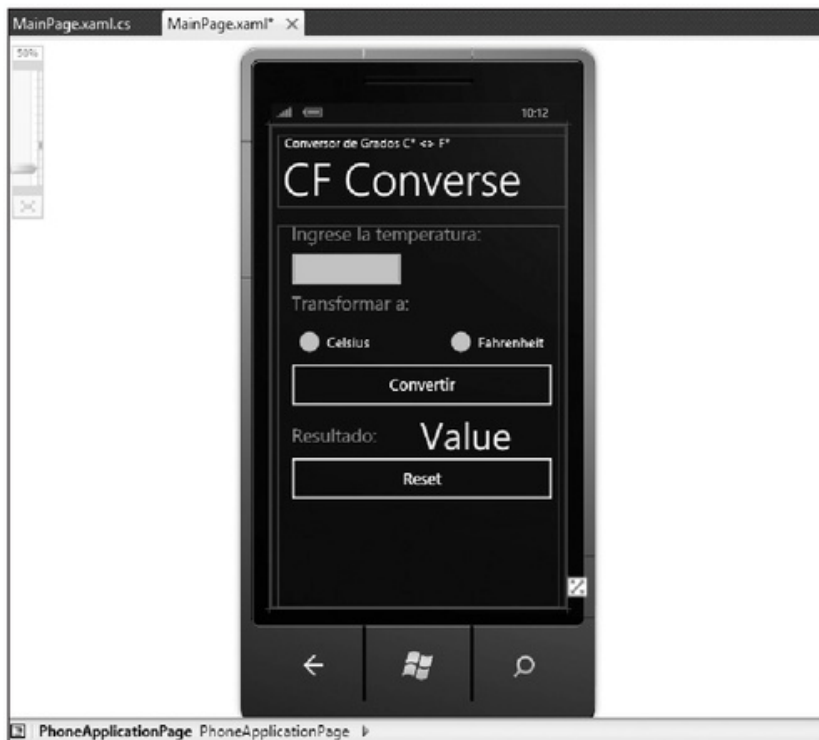 MainPage.xaml.cs MainPage.xaml* ×
50%
10:12
Conversor de Grados C° <> F°
CF Converse
Ingrese la temperatura:
Transformar a:
Celsius Fahrenheit
Convertir
Resultado: Value
Reset
PhoneApplicationPage PhoneApplicationPage